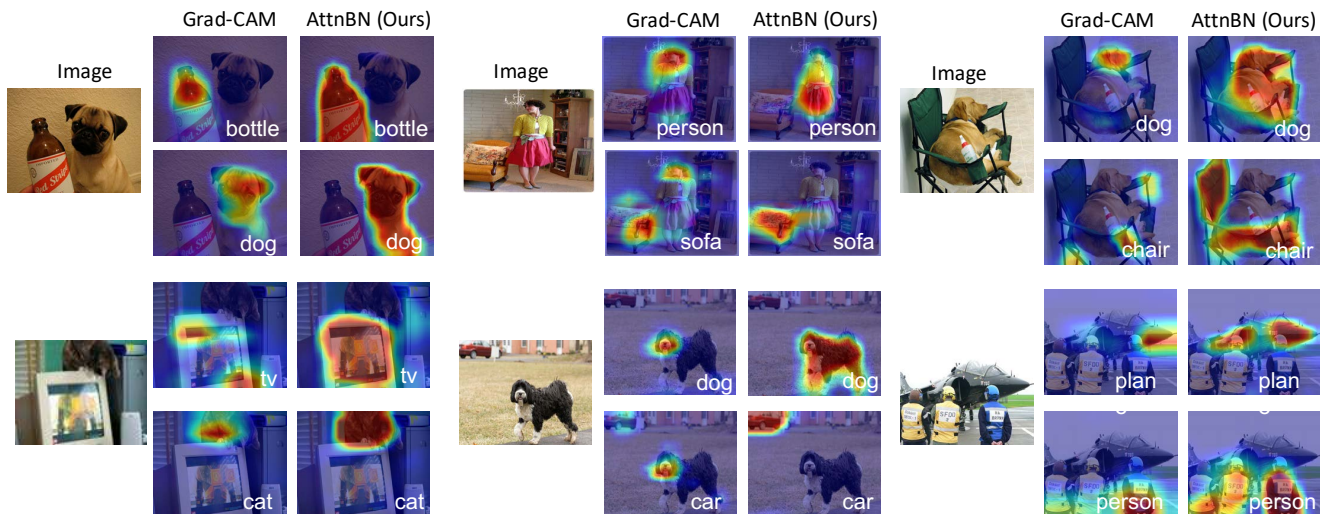 Grad-CAM
AttnBN (Ours)
Grad-CAM
AttnBN (Ours)
Grad-CAM
AttnBN (Ours)
Image
bottle
bottle
Image
person
person
Image
dog
dog
dog
dog
sofa
sofa
chair
chair
tv
tv
dog
dog
plan
plan
cat
cat
car
car
person
person
SFDO